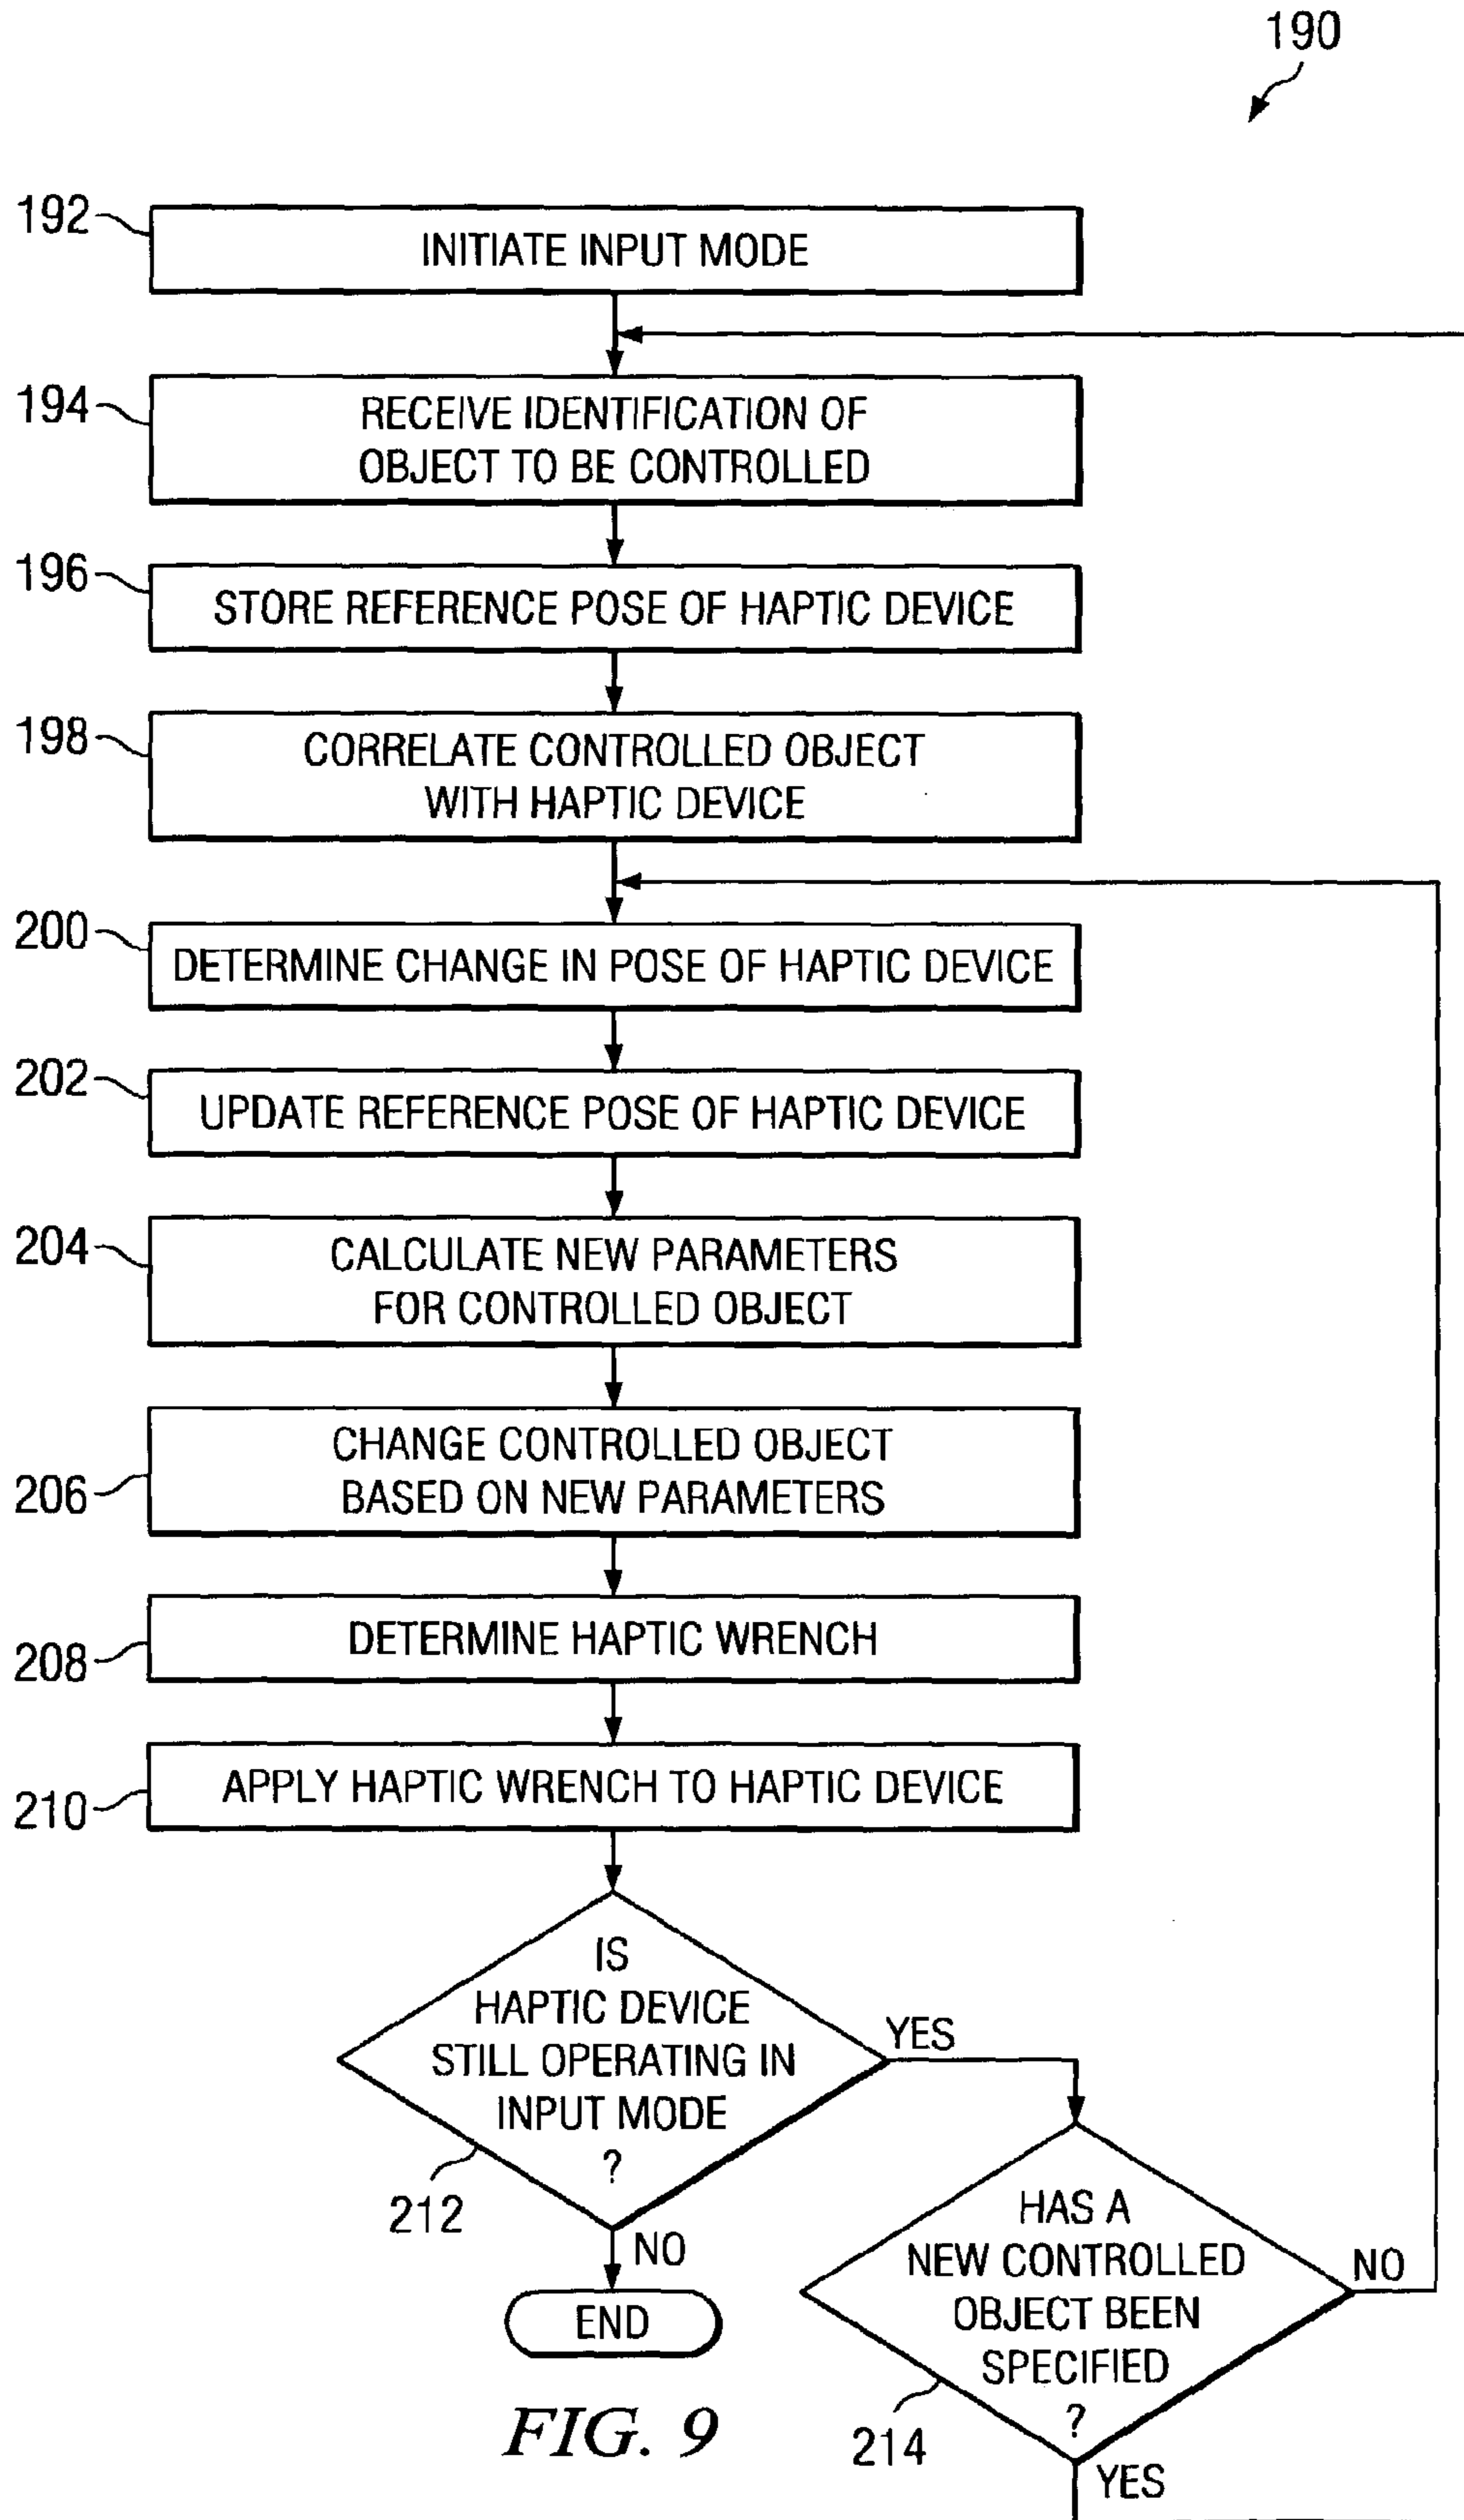 190
192
INITIATE INPUT MODE
194
RECEIVE IDENTIFICATION OF
OBJECT TO BE CONTROLLED
196
STORE REFERENCE POSE OF HAPTIC DEVICE
198
CORRELATE CONTROLLED OBJECT
WITH HAPTIC DEVICE
200
DETERMINE CHANGE IN POSE OF HAPTIC DEVICE
202
UPDATE REFERENCE POSE OF HAPTIC DEVICE
204
CALCULATE NEW PARAMETERS
FOR CONTROLLED OBJECT
206
CHANGE CONTROLLED OBJECT
BASED ON NEW PARAMETERS
208
DETERMINE HAPTIC WRENCH
210
APPLY HAPTIC WRENCH TO HAPTIC DEVICE
IS
HAPTIC DEVICE
STILL OPERATING IN
INPUT MODE
?
YES
212
NO
END
HAS A
NEW CONTROLLED
OBJECT BEEN
SPECIFIED
?
NO
214
YES
FIG. 9